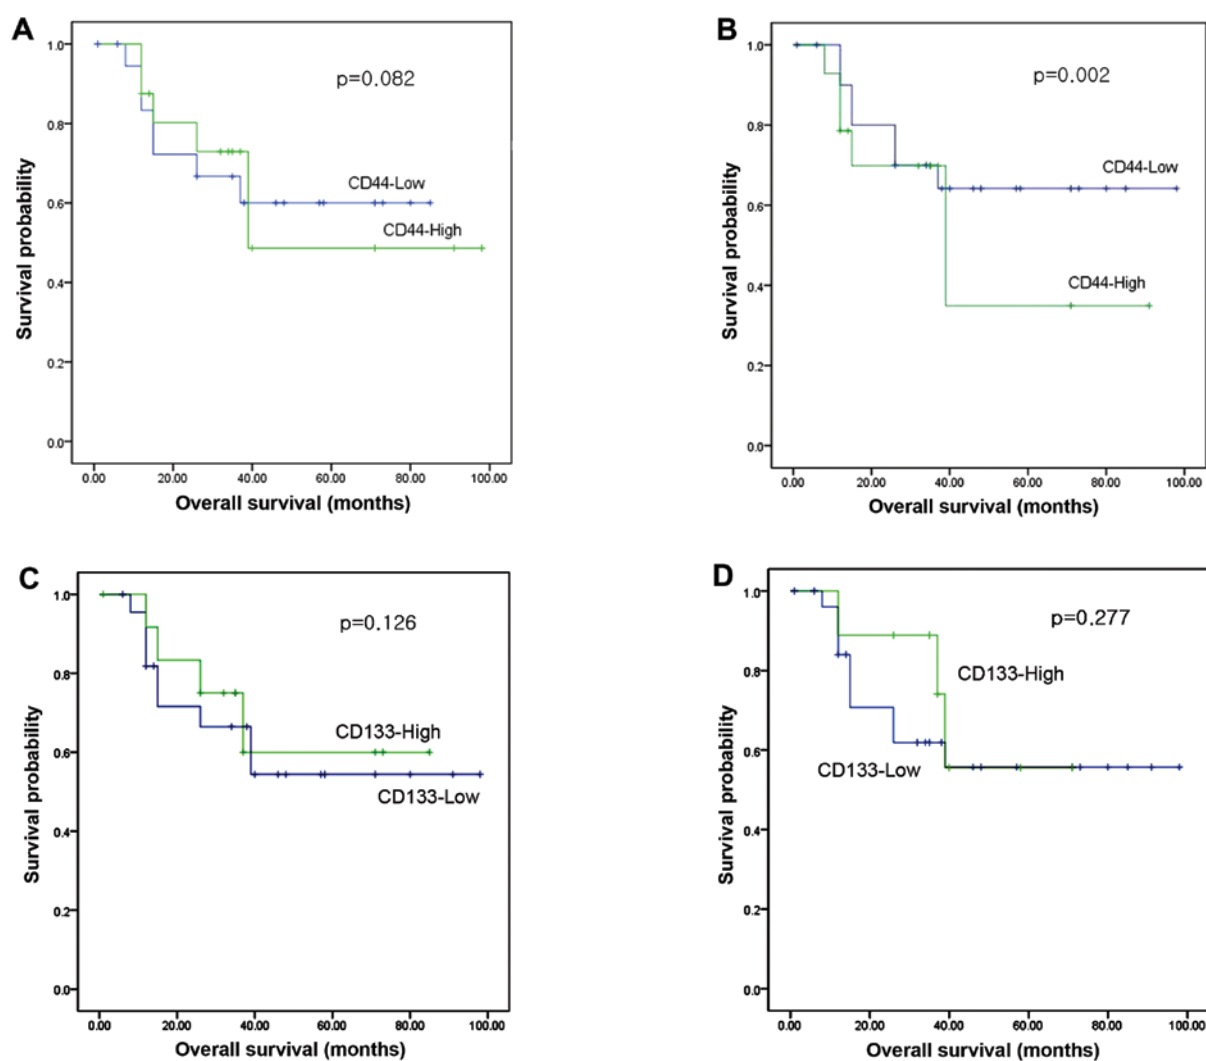 A
p=0.082
CD44-Low
CD44-High
Survival probability
1.0
0.8
0.6
0.4
0.2
0.0
0.00 20.00 40.00 60.00 80.00 100.00
Overall survival (months)
B
p=0.002
CD44-Low
CD44-High
Survival probability
1.0
0.8
0.6
0.4
0.2
0.0
0.00 20.00 40.00 60.00 80.00 100.00
Overall survival (months)
C
p=0.126
CD133-High
CD133-Low
Survival probability
1.0
0.8
0.6
0.4
0.2
0.0
0.00 20.00 40.00 60.00 80.00 100.00
Overall survival (months)
D
p=0.277
CD133-High
CD133-Low
Survival probability
1.0
0.8
0.6
0.4
0.2
0.0
0.00 20.00 40.00 60.00 80.00 100.00
Overall survival (months)